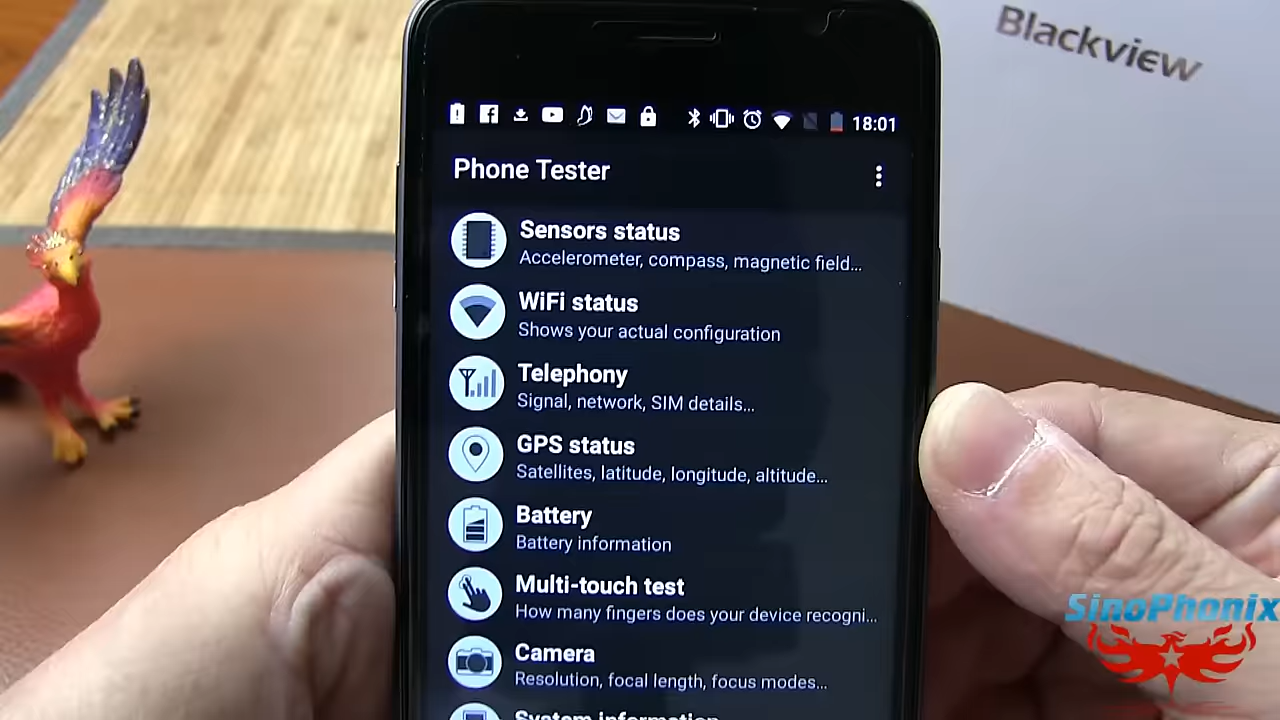 Blackview
18:01
Phone Tester
Sensors status
Accelerometer, compass, magnetic field...
WiFi status
Shows your actual configuration
Telephony
Signal, network, SIM details...
GPS status
Satellites, latitude, longitude, altitude...
Battery
Battery information
Multi-touch test
How many fingers does your device recogni...
Camera
Resolution, focal length, focus modes...
System information
SinoPhonix